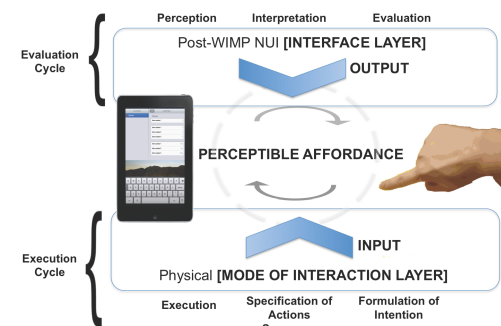 Perception Interpretation Evaluation
Evaluation
Cycle
Post-WIMP NUI [INTERFACE LAYER]
OUTPUT
PERCEPTIBLE AFFORDANCE
INPUT
Execution
Cycle
Physical [MODE OF INTERACTION LAYER]
Execution
Specification of
Actions
Formulation of
Intention